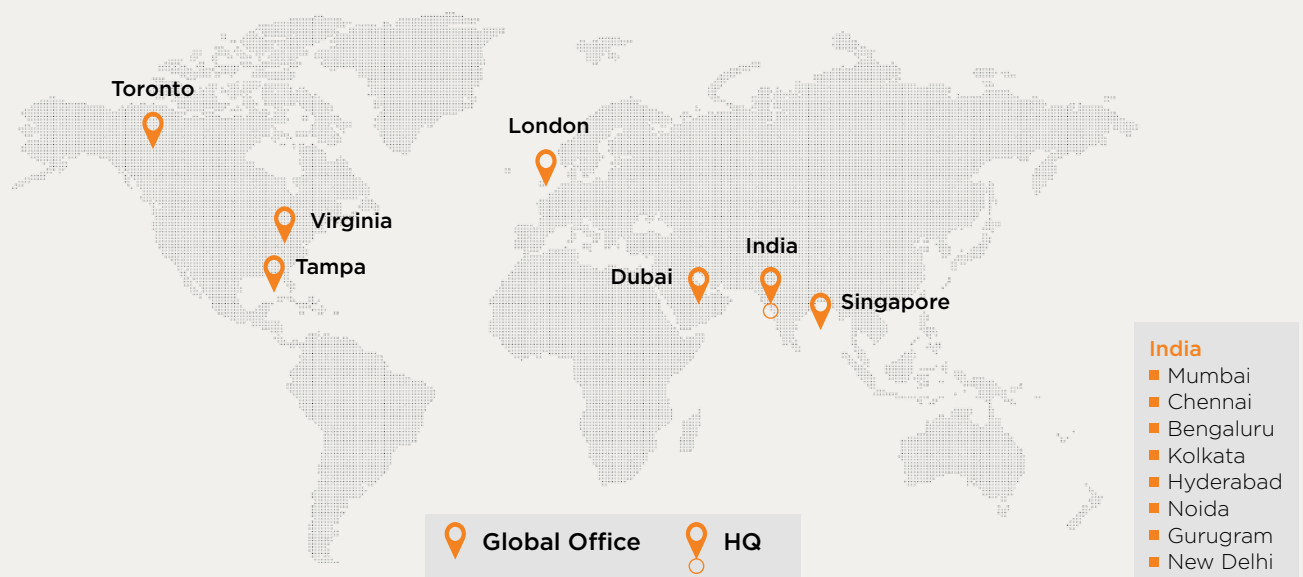 Toronto
London
Virginia
India
Tampa
Dubai
Singapore
India
Mumbai
Chennai
Bengaluru
Kolkata
Hyderabad
Noida
Gurugram
New Delhi
Global Office
HQ